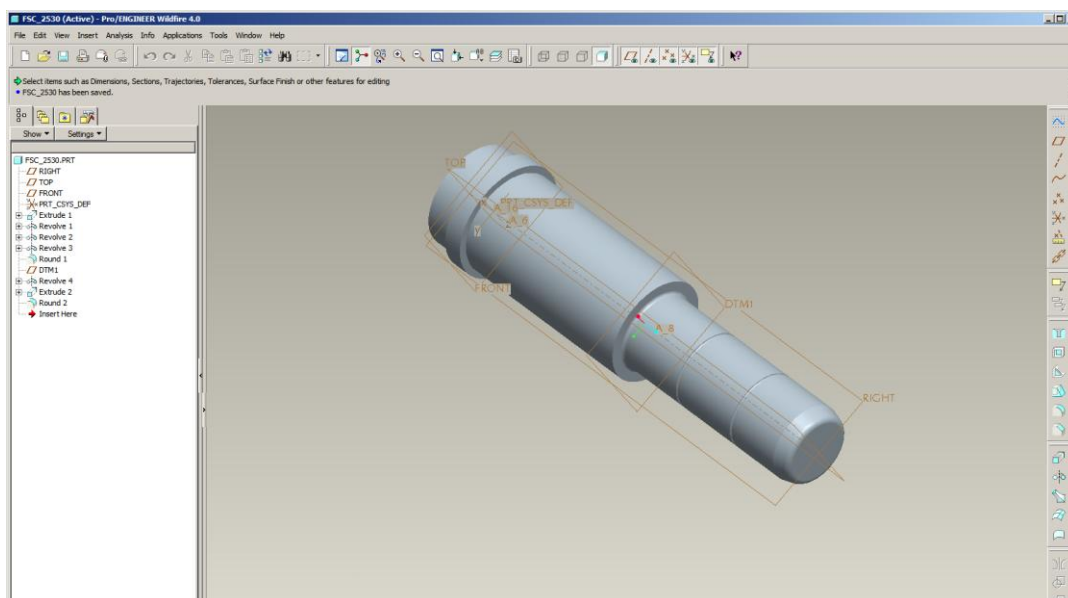 FSC_2530 (Active) - Pro/ENGINEER Wildfire 4.0
File Edit View Insert Analysis Info Applications Tools Window Help
Select items such as Dimensions, Sections, Trajectories, Tolerances, Surface Finish or other features for editing
• FSC_2530 has been saved.
Show Settings
FSC_2530.PRT
RIGHT
TOP
FRONT
PRT_CSYS_DEF
Extrude 1
Revolve 1
Revolve 2
Revolve 3
Round 1
DTM1
Revolve 4
Extrude 2
Round 2
Insert Here
TOP
PRT_CSYS_DEF
A_6
Y
FRONT
DTM1
A_8
RIGHT